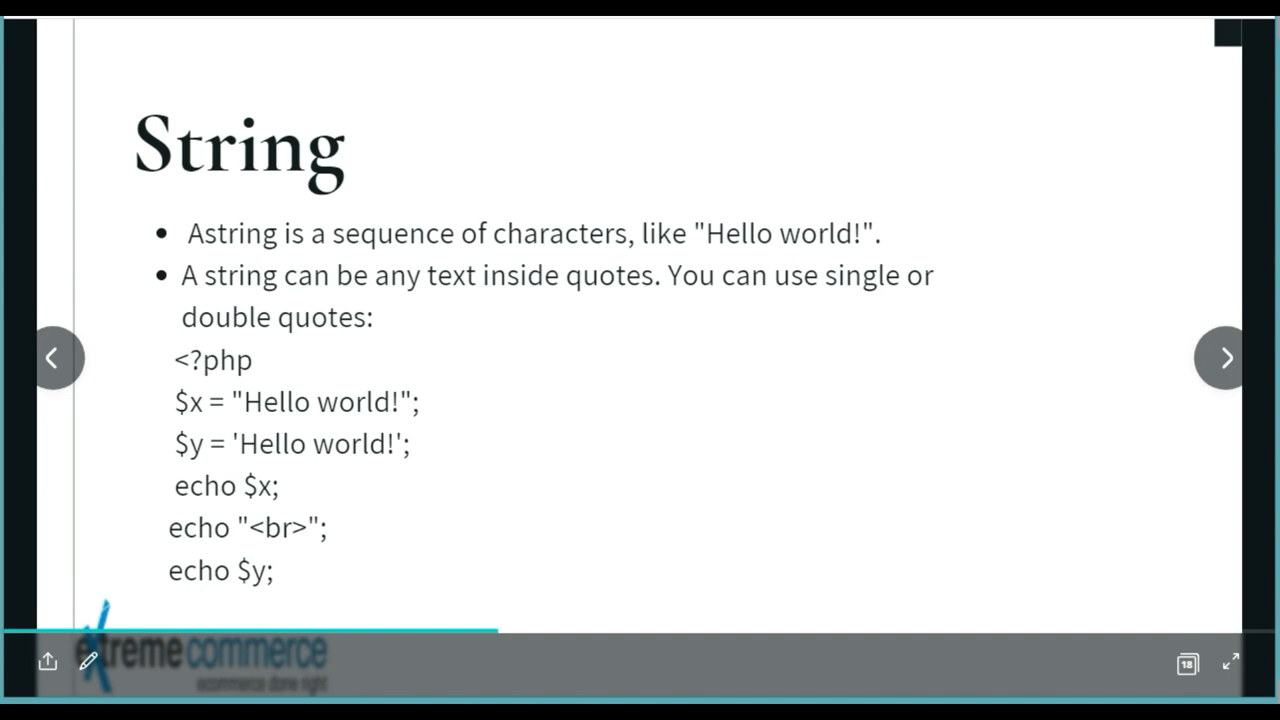 String
Astring is a sequence of characters, like "Hello world!".
A string can be any text inside quotes. You can use single or
double quotes:
<?php
$x = "Hello world!";
$y = 'Hello world!';
echo $x;
echo "<br>";
echo $y;
extreme commerce
ecommerce done right
18